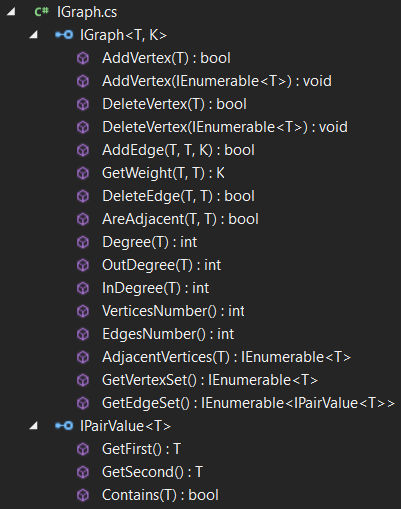 C# IGraph.cs
IGraph<T, K>
AddVertex(T) : bool
AddVertex(IEnumerable<T>) : void
DeleteVertex(T) : bool
DeleteVertex(IEnumerable<T>) : void
AddEdge(T, T, K) : bool
GetWeight(T, T) : K
DeleteEdge(T, T) : bool
AreAdjacent(T, T) : bool
Degree(T) : int
OutDegree(T) : int
InDegree(T) : int
VerticesNumber() : int
EdgesNumber() : int
AdjacentVertices(T) : IEnumerable<T>
GetVertexSet() : IEnumerable<T>
GetEdgeSet() : IEnumerable<IPairValue<T>>
IPairValue<T>
GetFirst() : T
GetSecond() : T
Contains(T) : bool